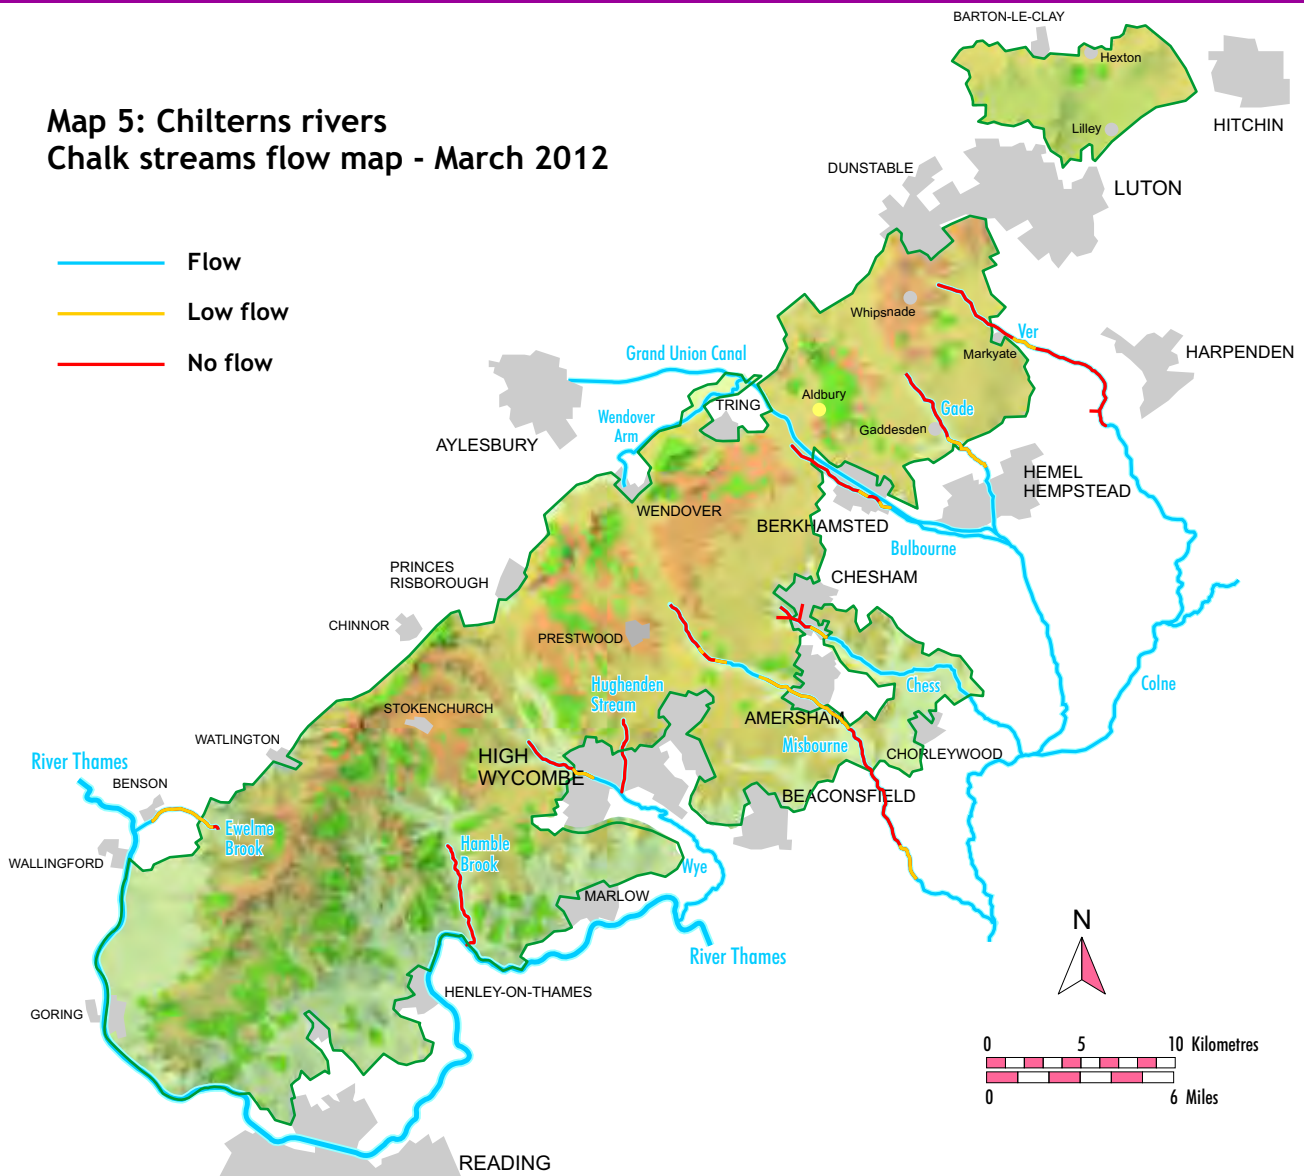 BARTON-LE-CLAY
Hexton
Map 5: Chilterns rivers
Chalk streams flow map - March 2012
HITCHIN
Lilley
DUNSTABLE
LUTON
Flow
Low flow
No flow
Whipsnade
Ver
Markyate
HARPENDEN
Grand Union Canal
Aldbury
TRING
Gade
Wendover
Arm
Gaddesden
AYLESBURY
HEMEL
HEMPSTEAD
WENDOVER
BERKHAMSTED
Bulbourne
PRINCES
RISBOROUGH
CHESHAM
CHINNOR
PRESTWOOD
Hughenden
Stream
Chess
Colne
STOKENCHURCH
AMERSHAM
WATLINGTON
Misbourne
CHORLEYWOOD
HIGH
WYCOMBE
River Thames
BENSON
BEACONSFIELD
Ewelme
Brook
Hamble
Brook
WALLINGFORD
Wye
MARLOW
N
River Thames
HENLEY-ON-THAMES
GORING
0 5 10 Kilometres
0 6 Miles
READING